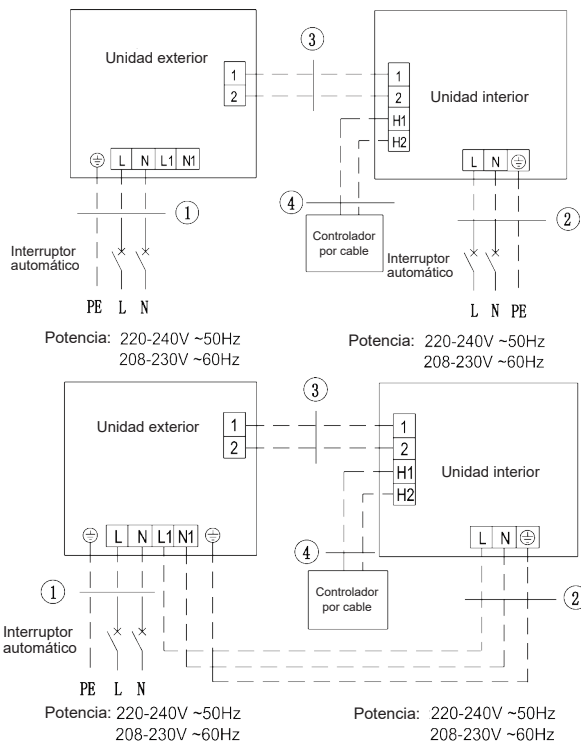 Unidad exterior
1
2
L N L1 N1
③
1
2
H1
H2
Unidad interior
L N
①
④
②
Interruptor
automático
Controlador
por cable
Interruptor
automático
PE L N
L N PE
Potencia: 220-240V ~50Hz
208-230V ~60Hz
Potencia: 220-240V ~50Hz
208-230V ~60Hz
Unidad exterior
1
2
L N L1 N1
③
1
2
H1
H2
Unidad interior
L N
①
④
②
Controlador
por cable
Interruptor
automático
PE L N
Potencia: 220-240V ~50Hz
208-230V ~60Hz
Potencia: 220-240V ~50Hz
208-230V ~60Hz